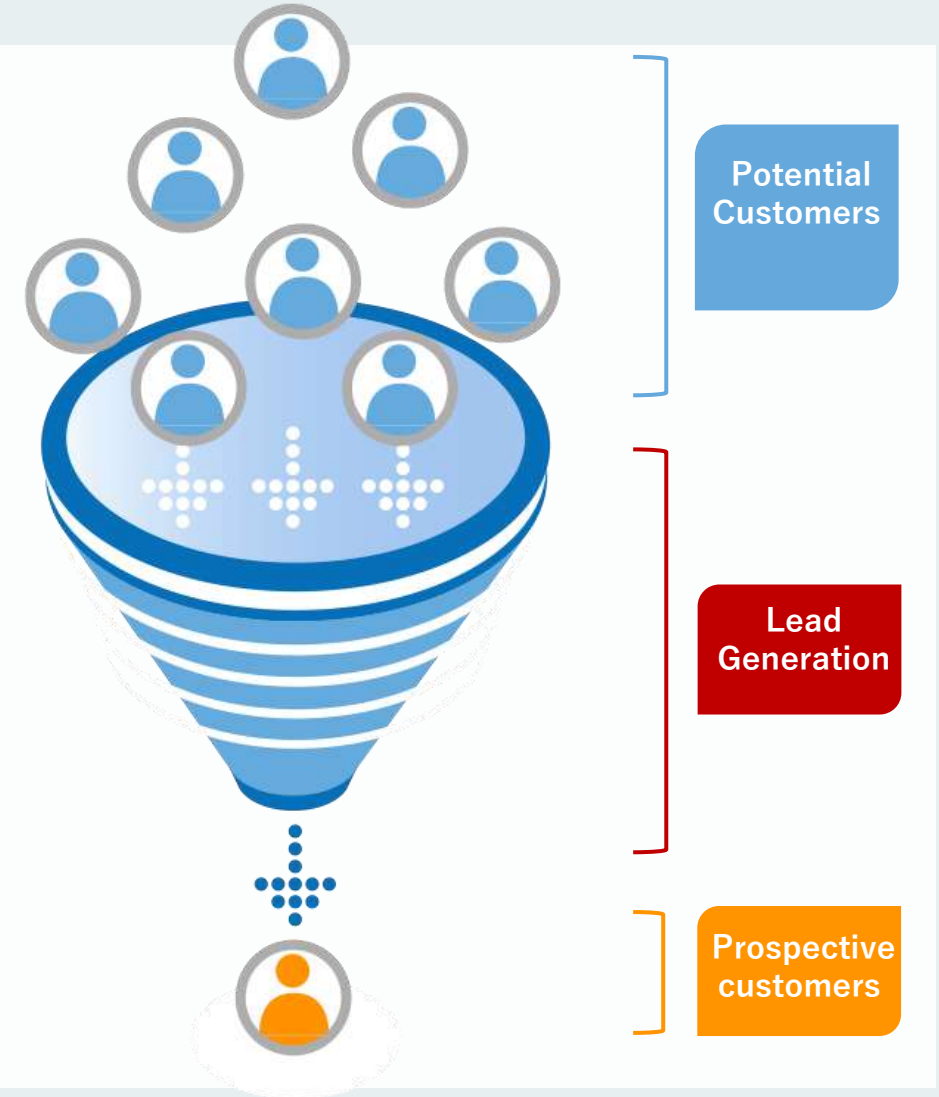 Potential
Customers
Lead
Generation
Prospective
customers